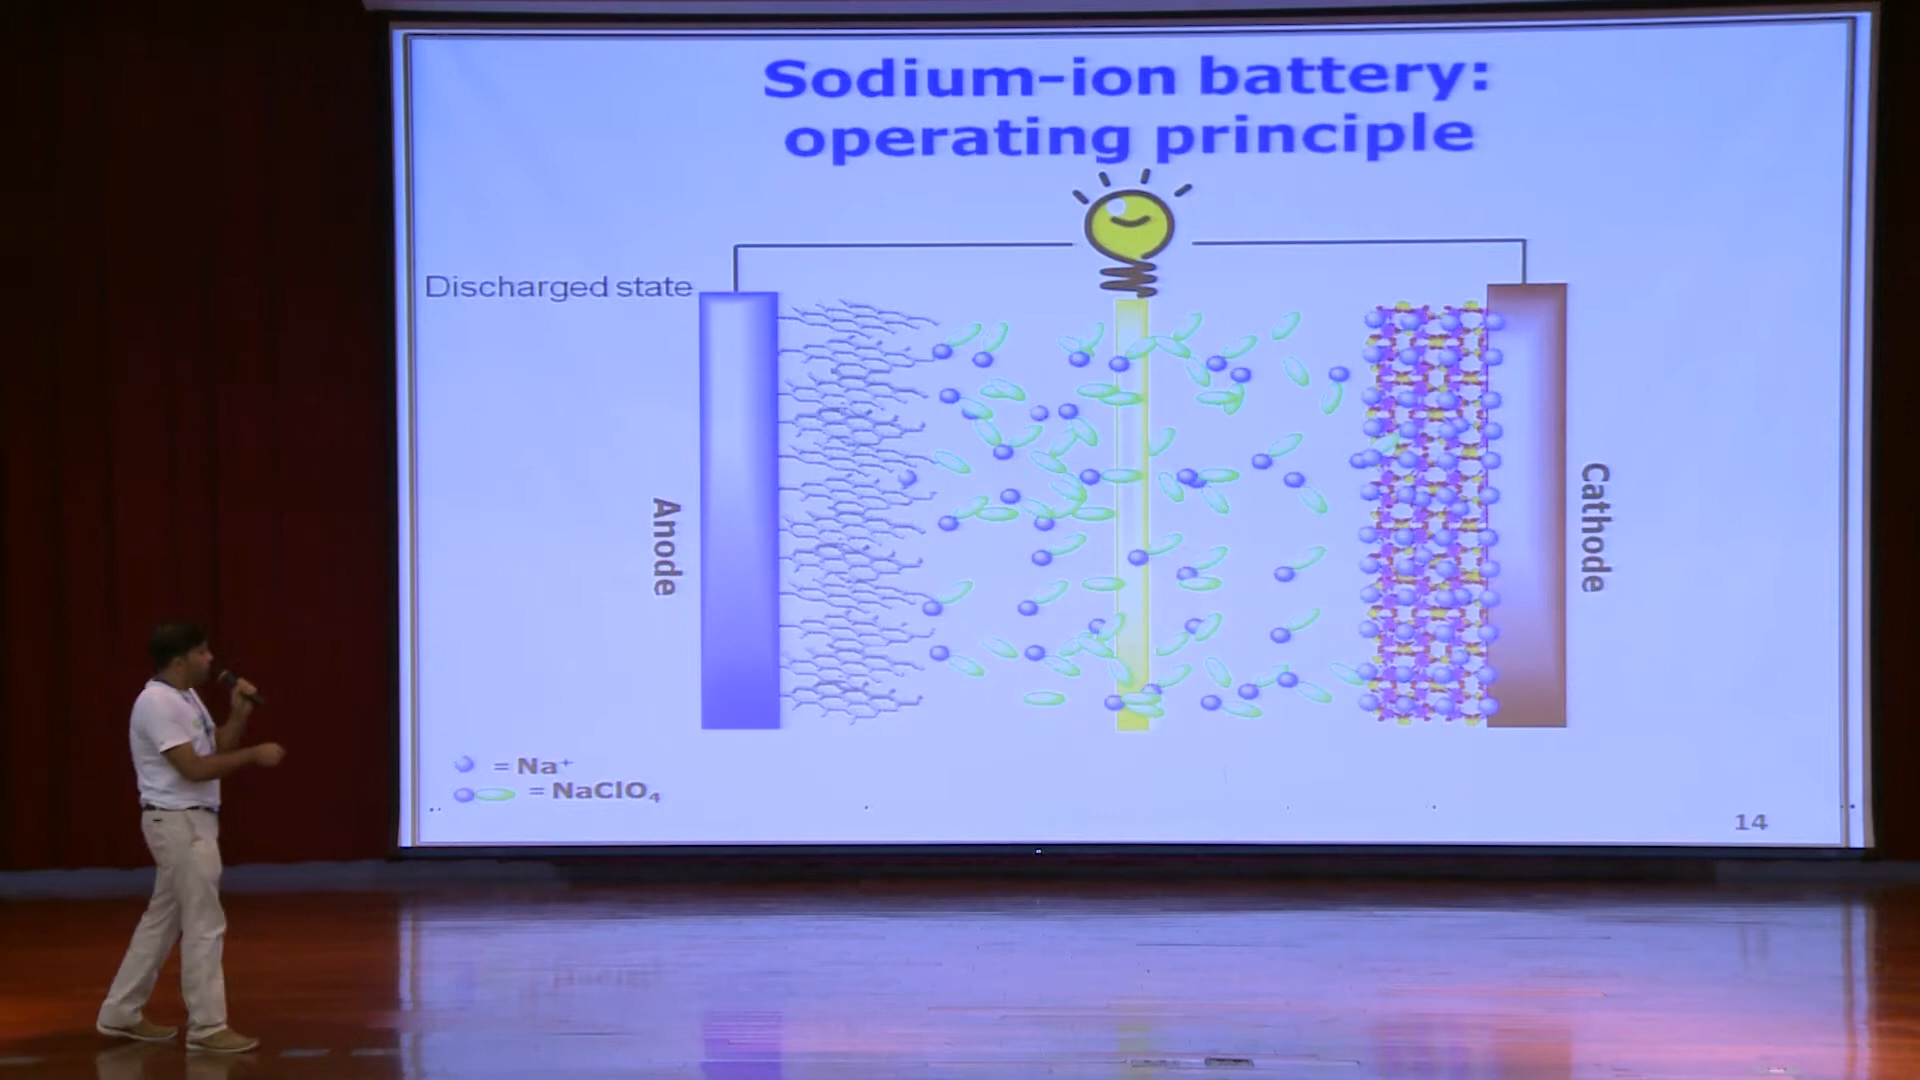 Sodium-ion battery:
operating principle
Discharged state
Anode
Cathode
= Na⁺
= NaClO₄
14